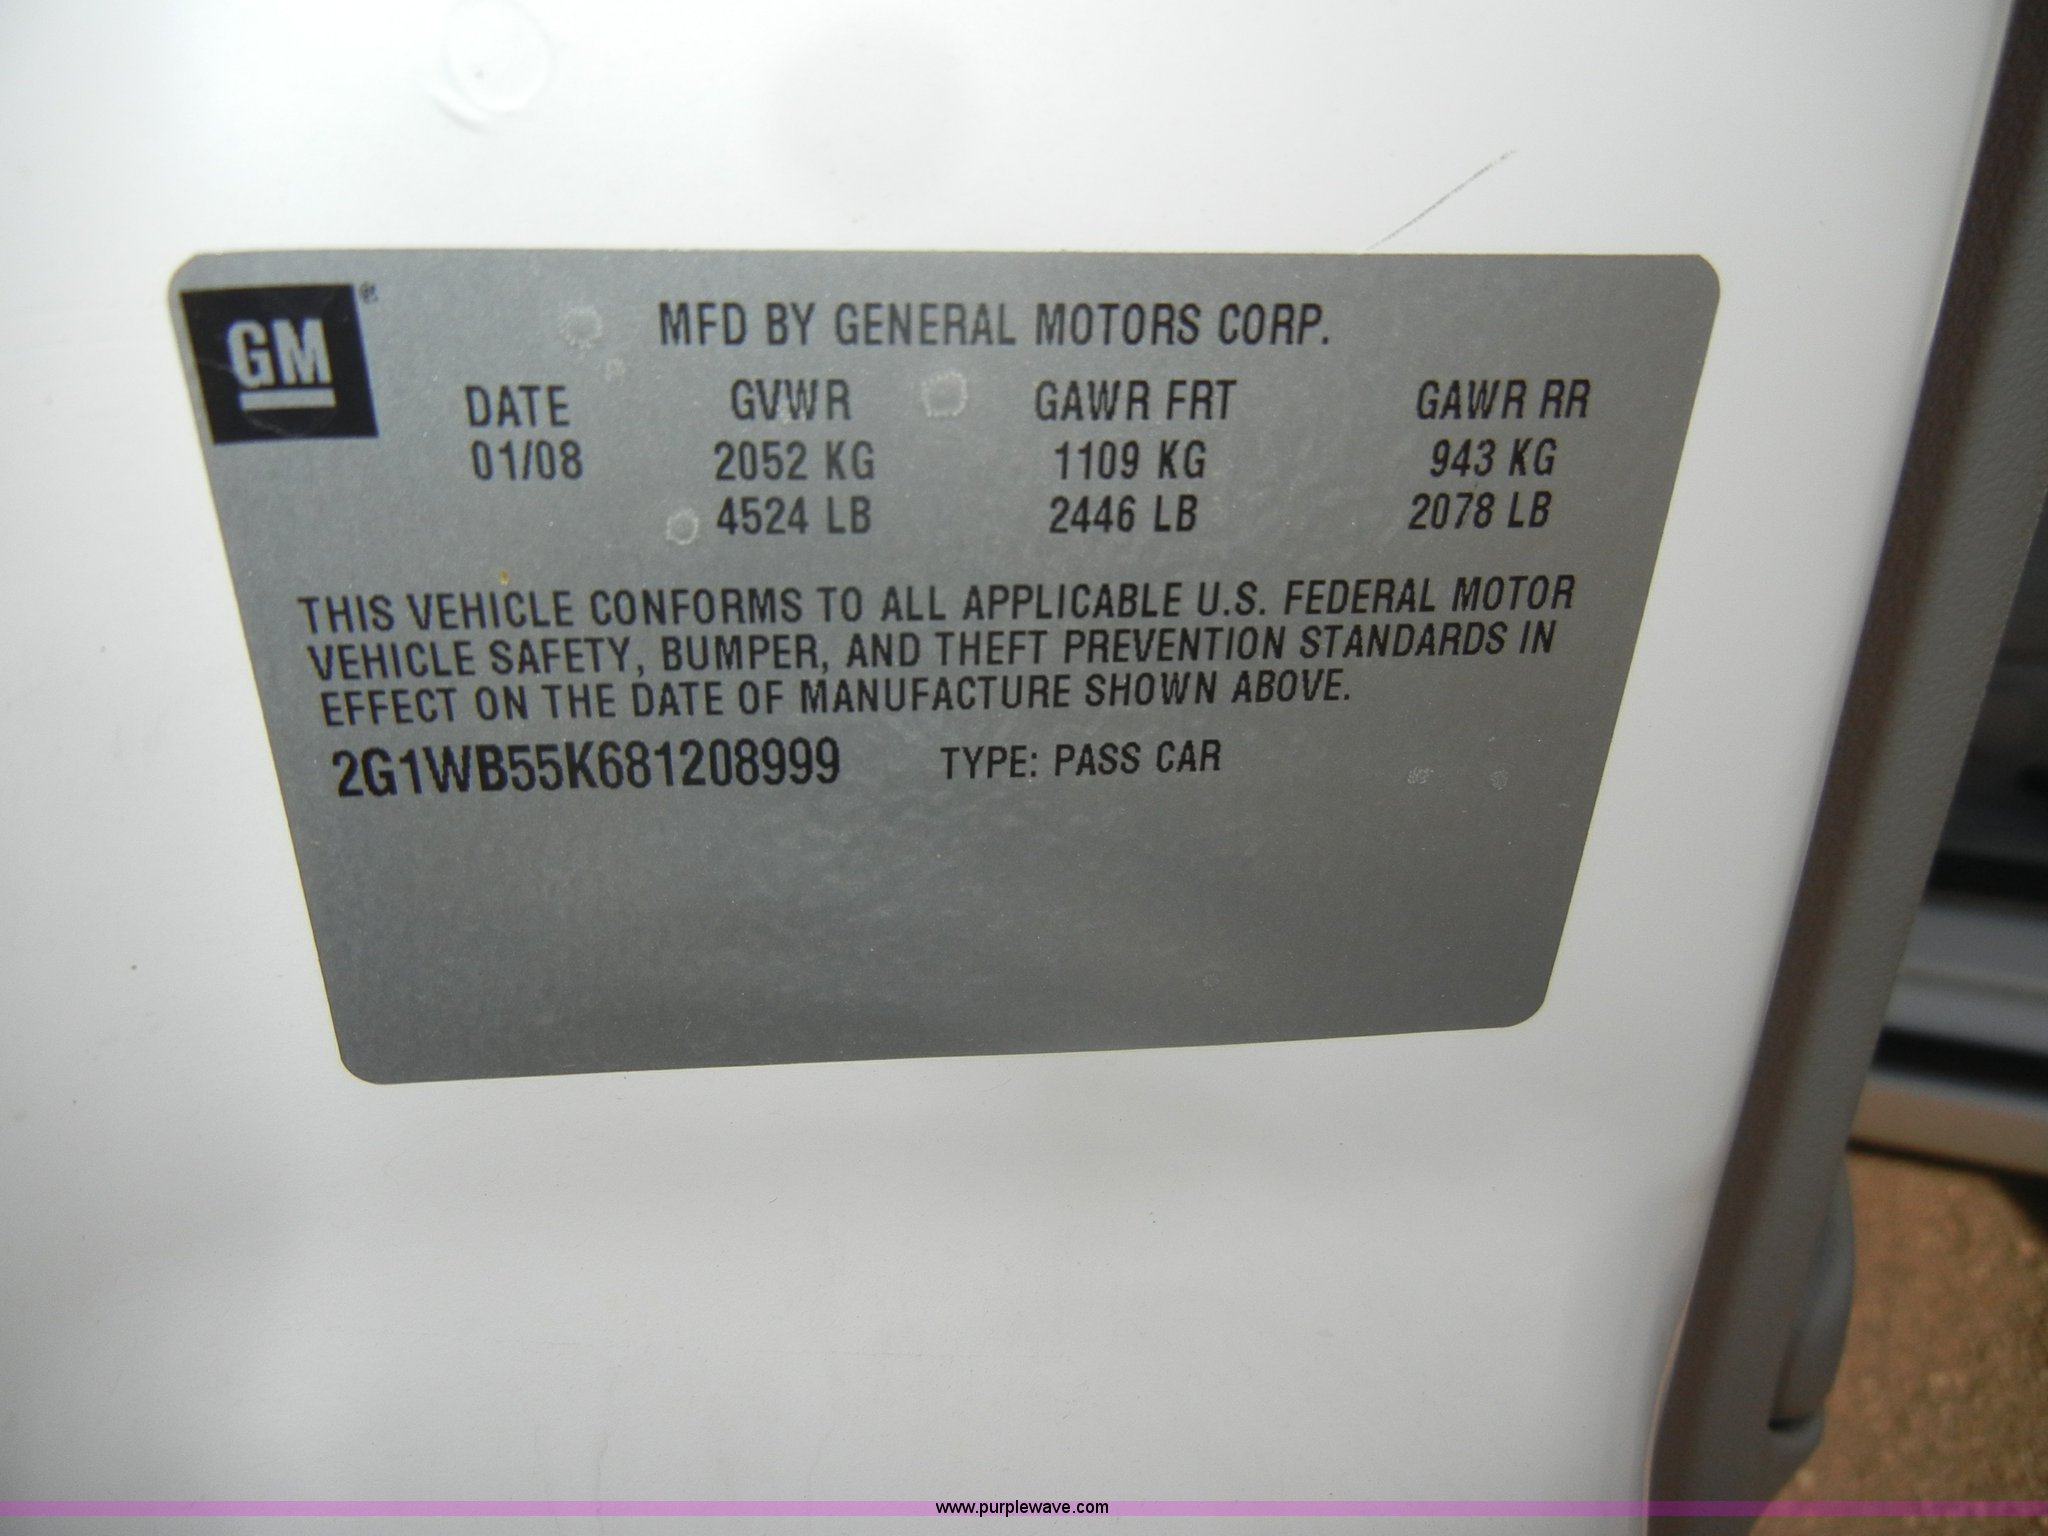 GM®
MFD BY GENERAL MOTORS CORP.
DATE GVWR GAWR FRT GAWR RR
01/08 2052 KG 1109 KG 943 KG
4524 LB 2446 LB 2078 LB
THIS VEHICLE CONFORMS TO ALL APPLICABLE U.S. FEDERAL MOTOR
VEHICLE SAFETY, BUMPER, AND THEFT PREVENTION STANDARDS IN
EFFECT ON THE DATE OF MANUFACTURE SHOWN ABOVE.
2G1WB55K681208999 TYPE: PASS CAR
www.purplewave.com